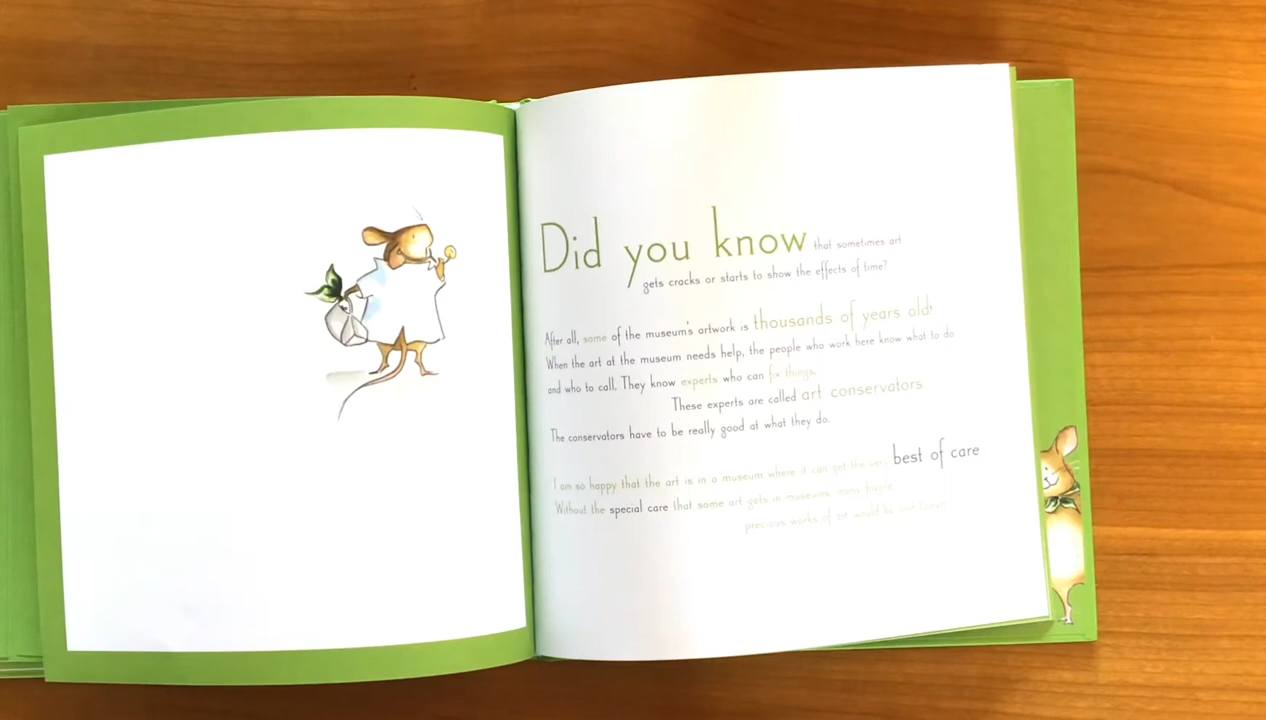 Did you know that sometimes art
gets cracks or starts to show the effects of time?
After all, some of the museum's artwork is thousands of years old!
When the art at the museum needs help, the people who work here know what to do
and who to call. They know experts who can fix things.
These experts are called art conservators.
The conservators have to be really good at what they do.
I am so happy that the art is in a museum where it can get the very best of care
Without the special care that some art gets in museums, many fragile
precious works of art would be lost forever